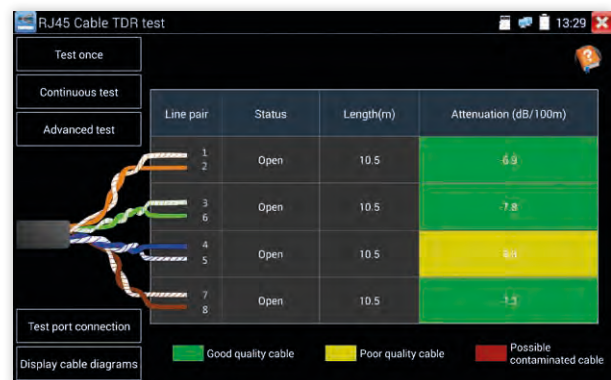 RJ45 Cable TDR test
13:29
Test once
Continuous test
Advanced test
Line pair Status Length(m) Attenuation (dB/100m)
1
2
Open 10.5 -6.9
3
6
Open 10.5 -7.8
4
5
Open 10.5
7
8
Open 10.5
Test port connection
Display cable diagrams
Good quality cable
Poor quality cable
Possible
contaminated cable